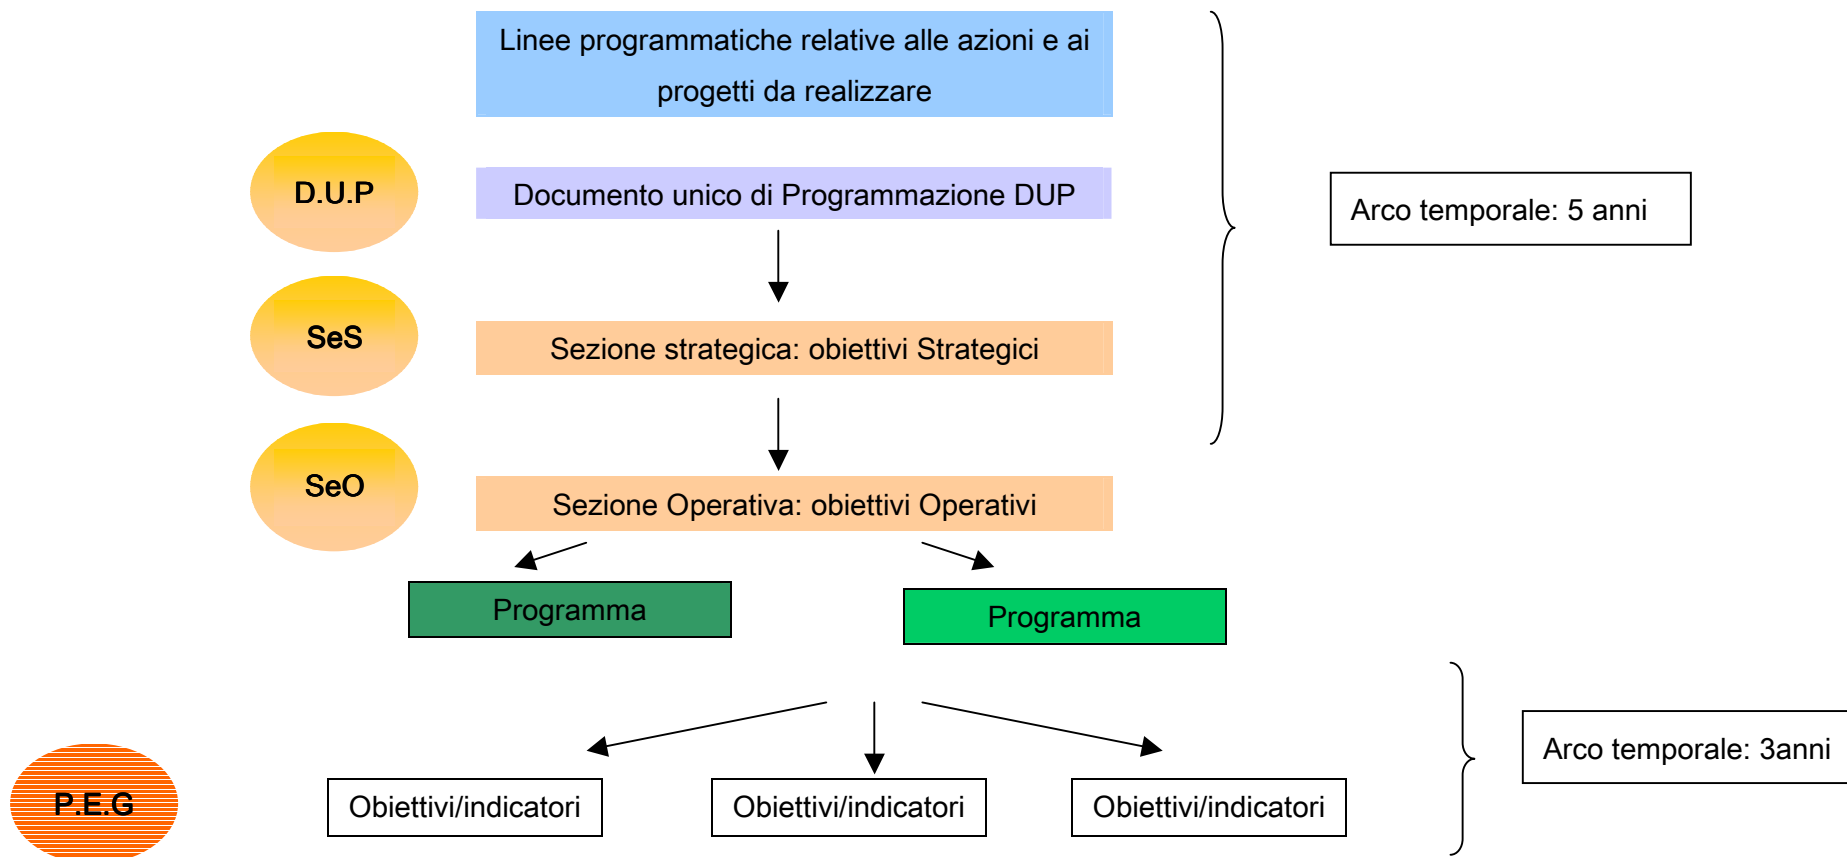 Linee programmatiche relative alle azioni e ai
progetti da realizzare
D.U.P
Documento unico di Programmazione DUP
Arco temporale: 5 anni
SeS
Sezione strategica: obiettivi Strategici
SeO
Sezione Operativa: obiettivi Operativi
Programma
Programma
Arco temporale: 3anni
P.E.G
Obiettivi/indicatori
Obiettivi/indicatori
Obiettivi/indicatori